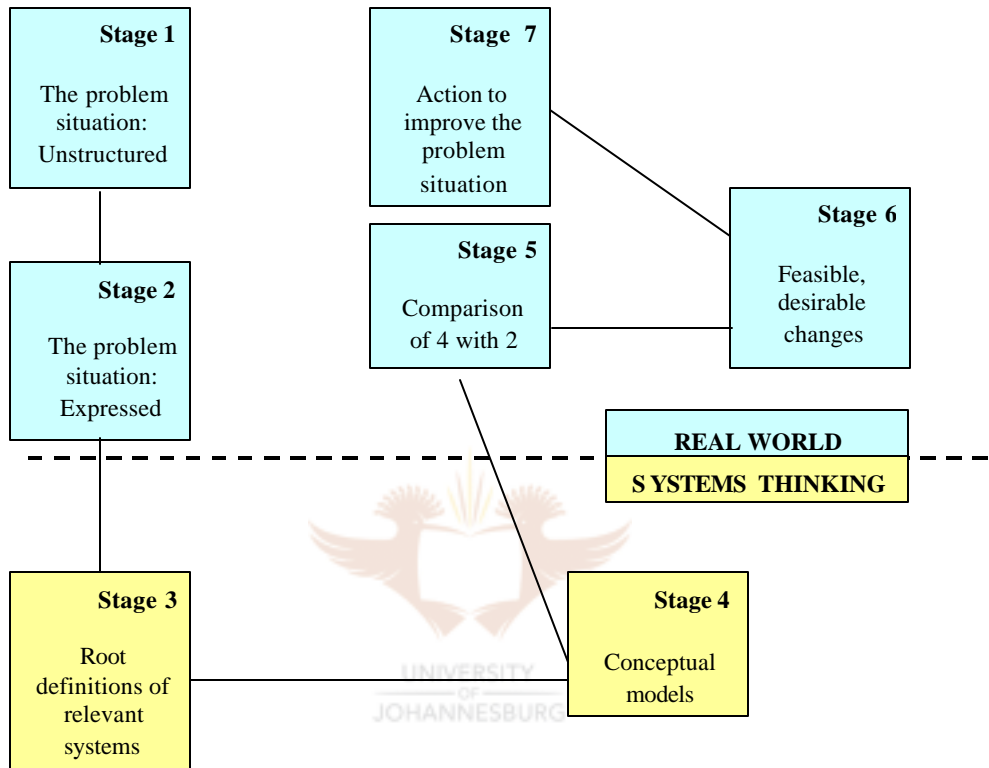 Stage 1
The problem
situation:
Unstructured
Stage 2
The problem
situation:
Expressed
Stage 3
Root
definitions of
relevant
systems
Stage 4
Conceptual
models
Stage 5
Comparison
of 4 with 2
Stage 6
Feasible,
desirable
changes
Stage 7
Action to
improve the
problem
situation
REAL WORLD
S YSTEMS THINKING
UNIVERSITY
OF
JOHANNESBURG